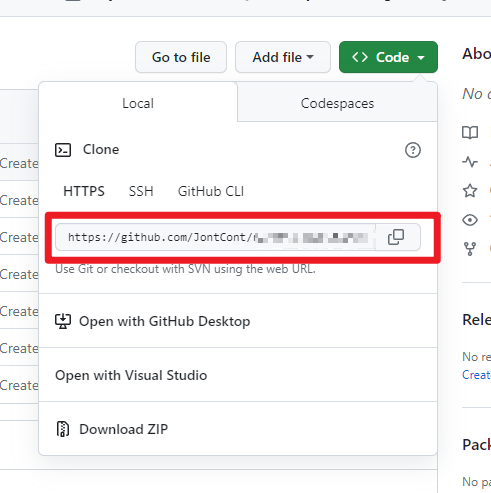 Go to file
Add file
Code
Abo
Local
Codespaces
No
Clone
HTTPS
SSH
GitHub CLI
Create
Create
https://github.com/JontCont/
Create
Use Git or checkout with SVN using the web URL.
Create
Open with GitHub Desktop
Rele
Create
No re
Open with Visual Studio
Creat
Create
Create
Download ZIP
Pack
No pa